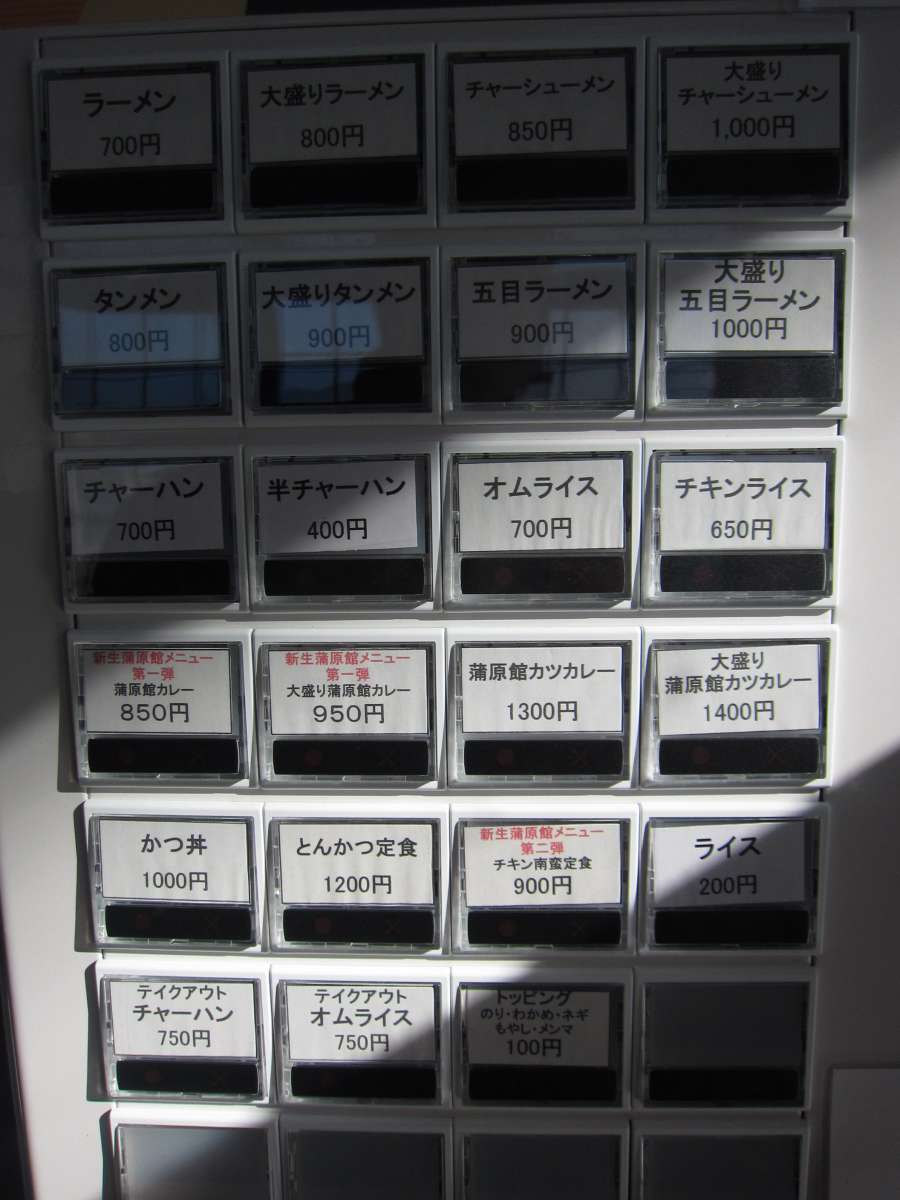 ラーメン
700円
大盛りラーメン
800円
チャーシューメン
850円
大盛り
チャーシューメン
1,000円
タンメン
800円
大盛りタンメン
900円
五目ラーメン
900円
大盛り
五目ラーメン
1000円
チャーハン
700円
半チャーハン
400円
オムライス
700円
チキンライス
650円
新生蒲原館メニュー
第一弾
蒲原館カレー
850円
新生蒲原館メニュー
第一弾
大盛り蒲原館カレー
950円
蒲原館カツカレー
1300円
大盛り
蒲原館カツカレー
1400円
かつ丼
1000円
とんかつ定食
1200円
新生蒲原館メニュー
第二弾
チキン南蛮定食
900円
ライス
200円
テイクアウト
チャーハン
750円
テイクアウト
オムライス
750円
トッピング
のり・わかめ・ネギ
もやし・メンマ
100円